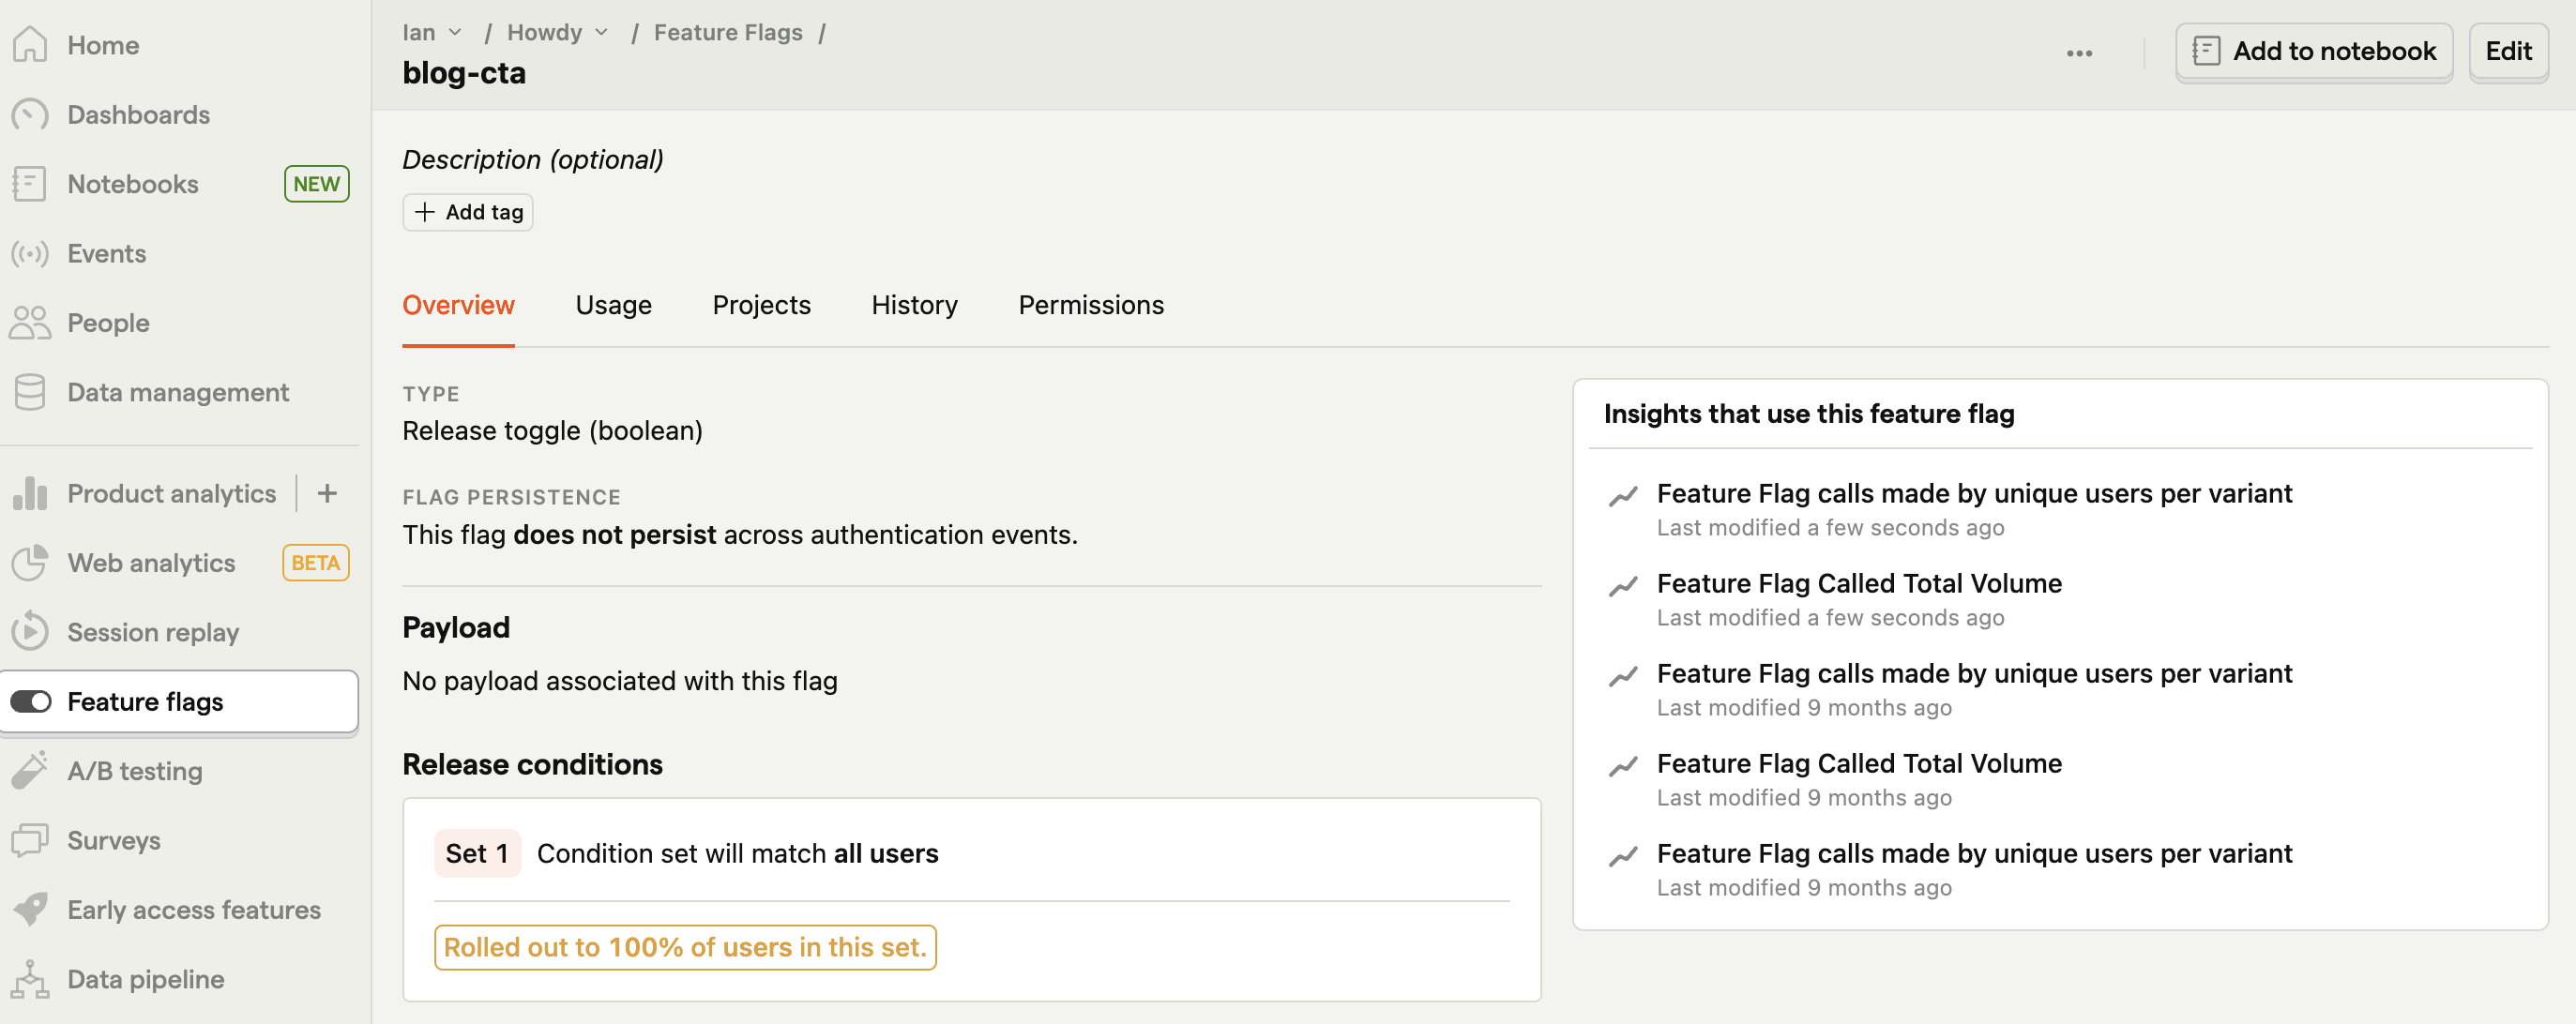 Home
Dashboards
Notebooks NEW
Events
People
Data management
Product analytics +
Web analytics BETA
Session replay
Feature flags
A/B testing
Surveys
Early access features
Data pipeline
Ian / Howdy / Feature Flags /
blog-cta
Add to notebook
Edit
Description (optional)
+ Add tag
Overview Usage Projects History Permissions
TYPE
Release toggle (boolean)
FLAG PERSISTENCE
This flag does not persist across authentication events.
Payload
No payload associated with this flag
Release conditions
Set 1 Condition set will match all users
Rolled out to 100% of users in this set.
Insights that use this feature flag
Feature Flag calls made by unique users per variant
Last modified a few seconds ago
Feature Flag Called Total Volume
Last modified a few seconds ago
Feature Flag calls made by unique users per variant
Last modified 9 months ago
Feature Flag Called Total Volume
Last modified 9 months ago
Feature Flag calls made by unique users per variant
Last modified 9 months ago